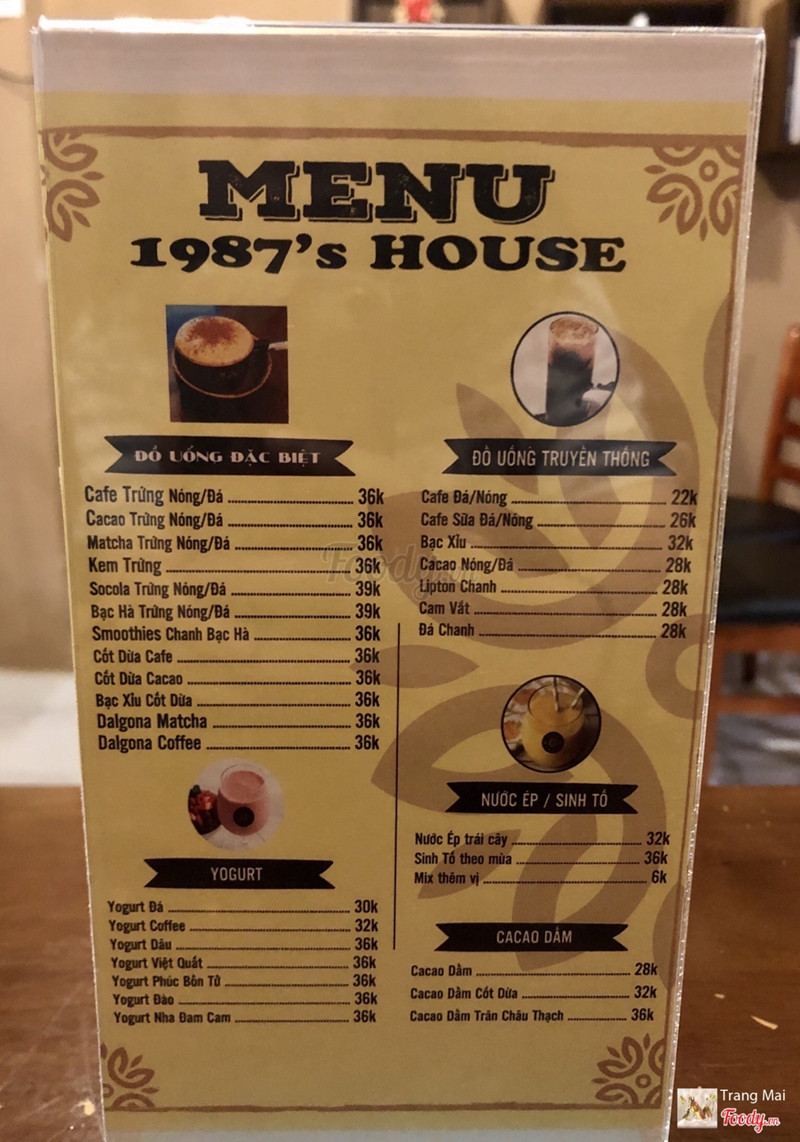 MENU
1987's HOUSE
ĐỒ UỐNG ĐẶC BIỆT
Cafe Trứng Nóng/Đá 36k
Cacao Trứng Nóng/Đá 36k
Matcha Trứng Nóng/Đá 36k
Kem Trứng 36k
Socola Trứng Nóng/Đá 39k
Bạc Hà Trứng Nóng/Đá 39k
Smoothies Chanh Bạc Hà 36k
Cốt Dừa Cafe 36k
Cốt Dừa Cacao 36k
Bạc Xỉu Cốt Dừa 36k
Dalgona Matcha 36k
Dalgona Coffee 36k
YOGURT
Yogurt Đá 30k
Yogurt Coffee 32k
Yogurt Dâu 36k
Yogurt Việt Quất 36k
Yogurt Phúc Bồn Tử 36k
Yogurt Đào 36k
Yogurt Nha Đam Cam 36k
ĐỒ UỐNG TRUYỀN THỐNG
Cafe Đá/Nóng 22k
Cafe Sữa Đá/Nóng 26k
Bạc Xỉu 32k
Cacao Nóng/Đá 28k
Lipton Chanh 28k
Cam Vắt 28k
Đá Chanh 28k
NƯỚC ÉP / SINH TỐ
Nước Ép trái cây 32k
Sinh Tố theo mùa 36k
Mix thêm vị 6k
CACAO DẦM
Cacao Dầm 28k
Cacao Dầm Cốt Dừa 32k
Cacao Dầm Trân Châu Thạch 36k
Foody.vn
Trang Mai
Foody.vn